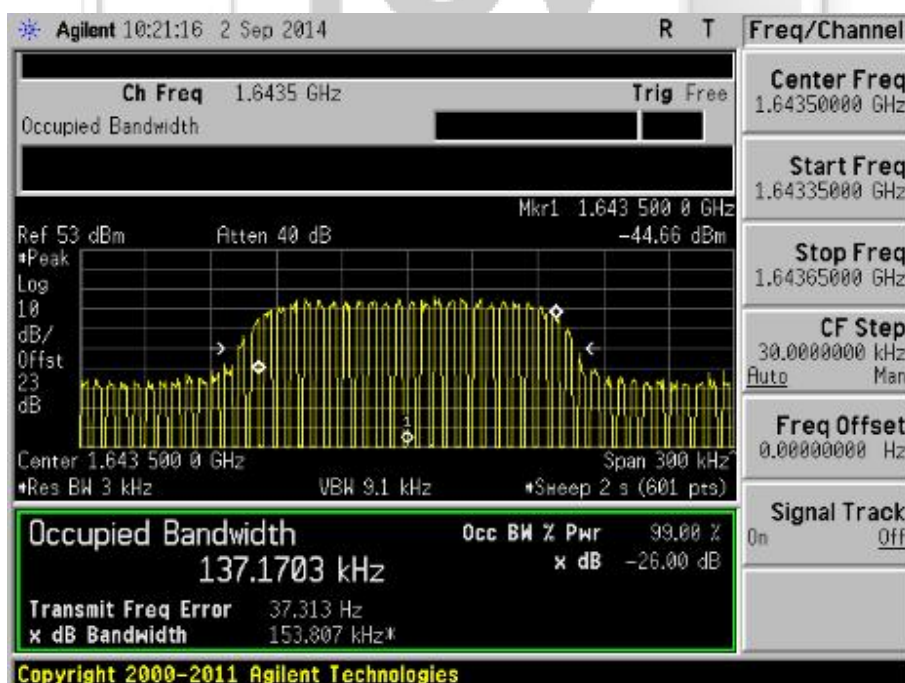 Agilent 10:21:16 2 Sep 2014 R T
Freq/Channel
Ch Freq 1.6435 GHz Trig Free
Occupied Bandwidth
Center Freq
1.64350000 GHz
Start Freq
1.64335000 GHz
Stop Freq
1.64365000 GHz
CF Step
30.0000000 kHz
Auto Man
Freq Offset
0.00000000 Hz
Signal Track
On Off
Mkr1 1.643 500 0 GHz
Ref 53 dBm Atten 40 dB -44.66 dBm
#Peak
Log
10
dB/
Offst
23
dB
1
Center 1.643 500 0 GHz Span 300 kHz^
#Res BW 3 kHz VBW 9.1 kHz #Sweep 2 s (601 pts)
Occupied Bandwidth Occ BW % Pwr 99.00 %
137.1703 kHz x dB -26.00 dB
Transmit Freq Error 37.313 Hz
x dB Bandwidth 153.807 kHz*
Copyright 2000-2011 Agilent Technologies